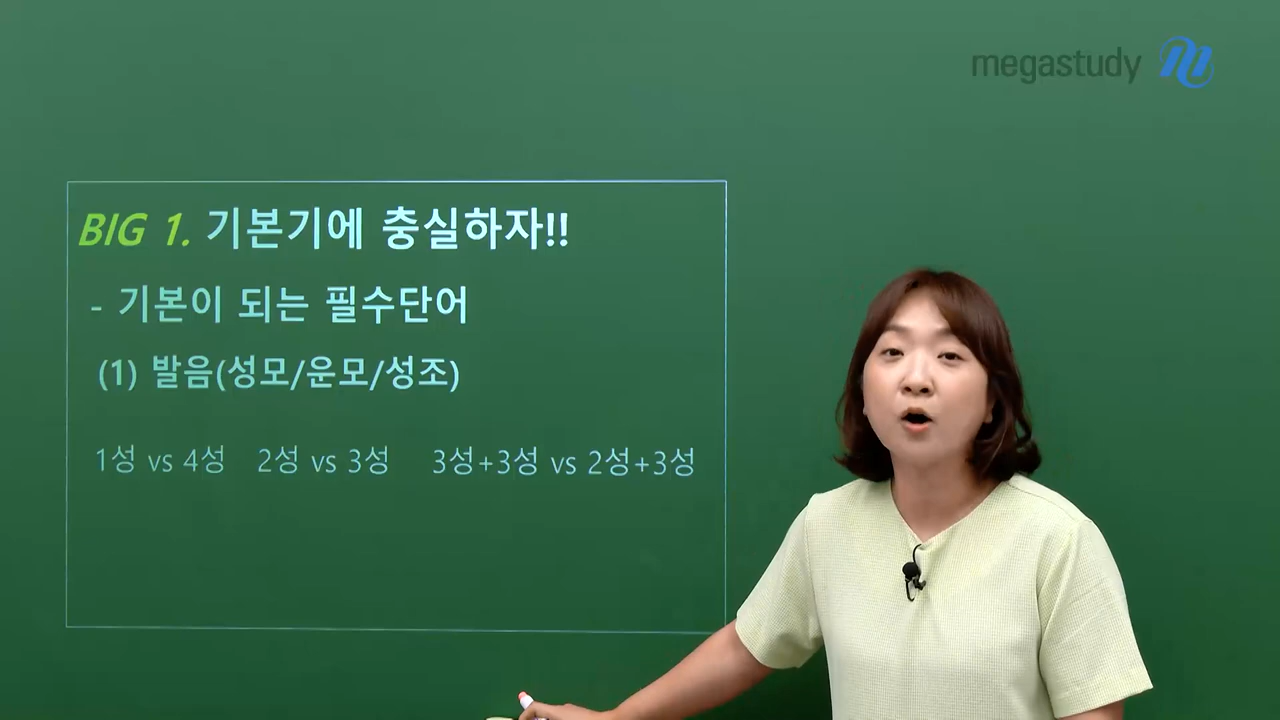 megastudy
BIG 1. 기본기에 충실하자!!
- 기본이 되는 필수단어
(1) 발음(성모/운모/성조)
1성 vs 4성 2성 vs 3성 3성+3성 vs 2성+3성